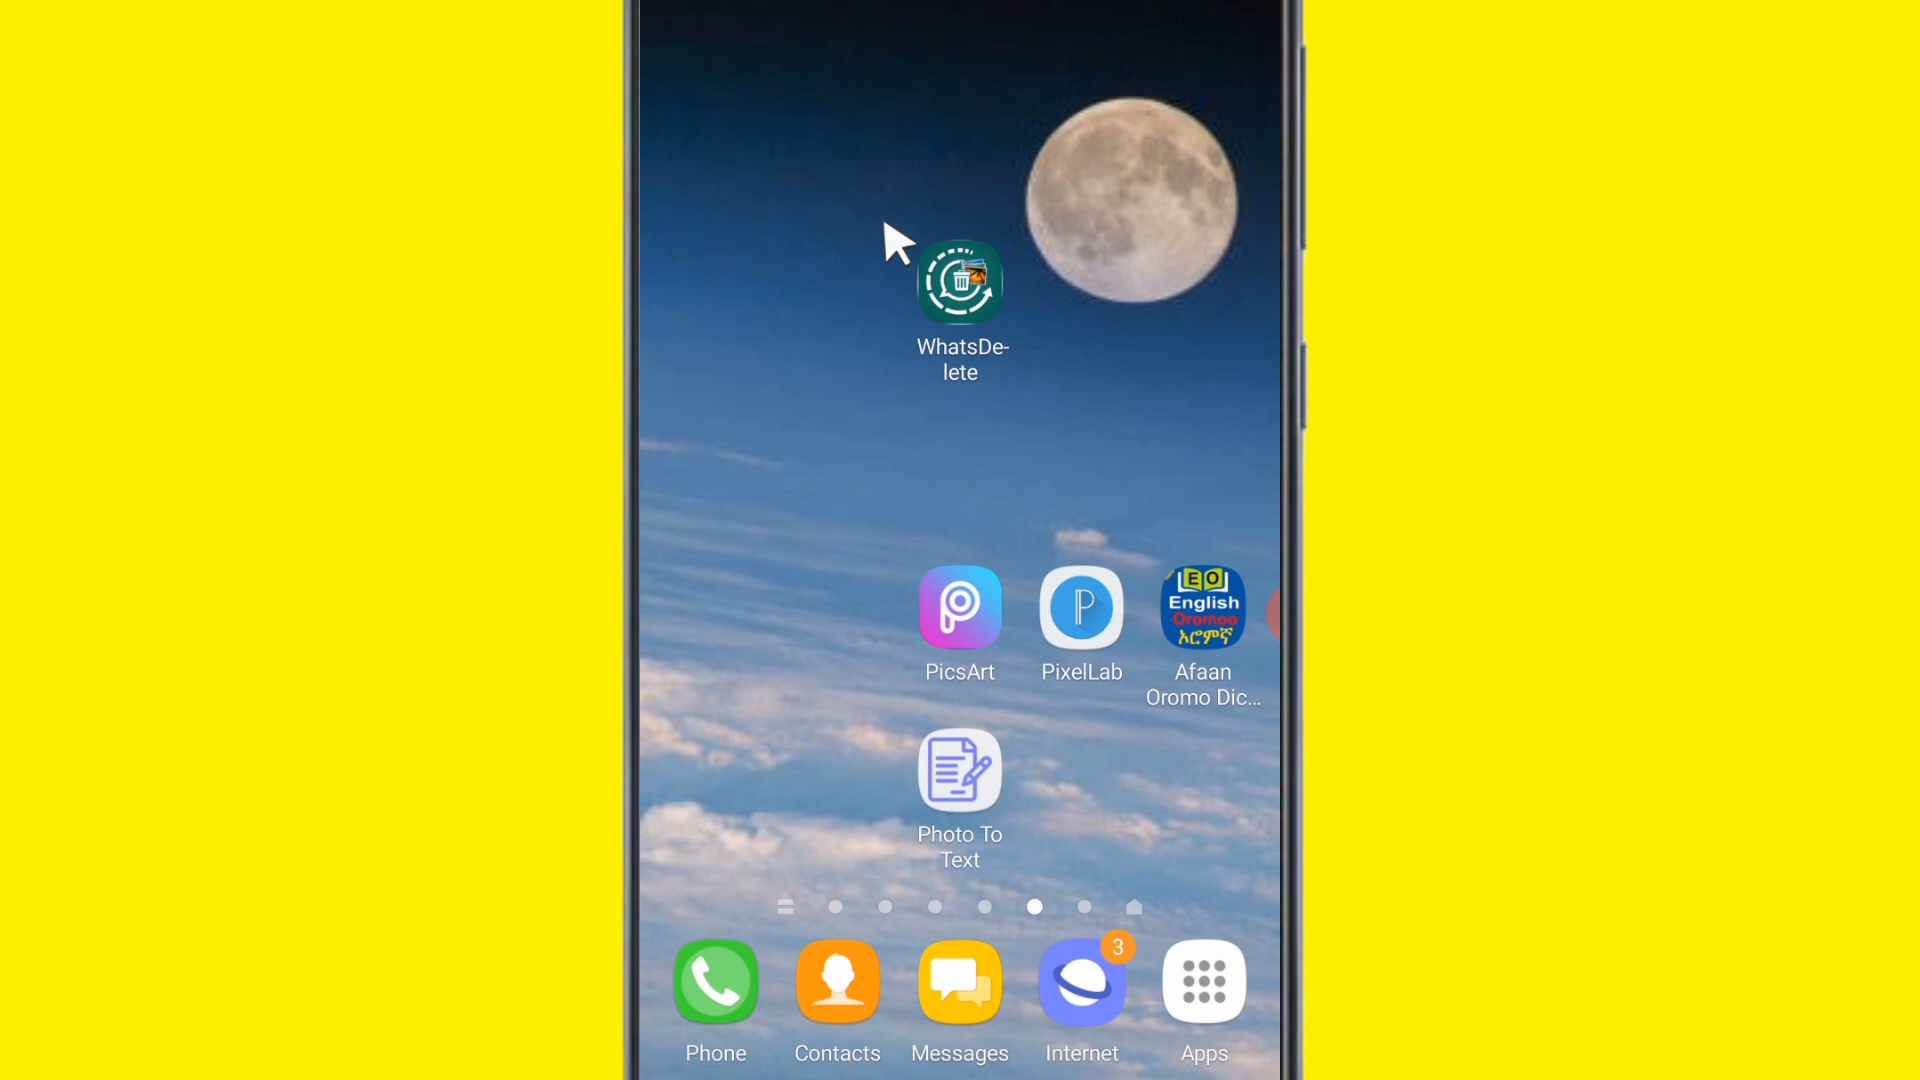 WhatsDe-
lete
EO
English
Oromoo
ኦሮምኛ
PicsArt
PixelLab
Afaan
Oromo Dic...
Photo To
Text
3
Phone
Contacts
Messages
Internet
Apps